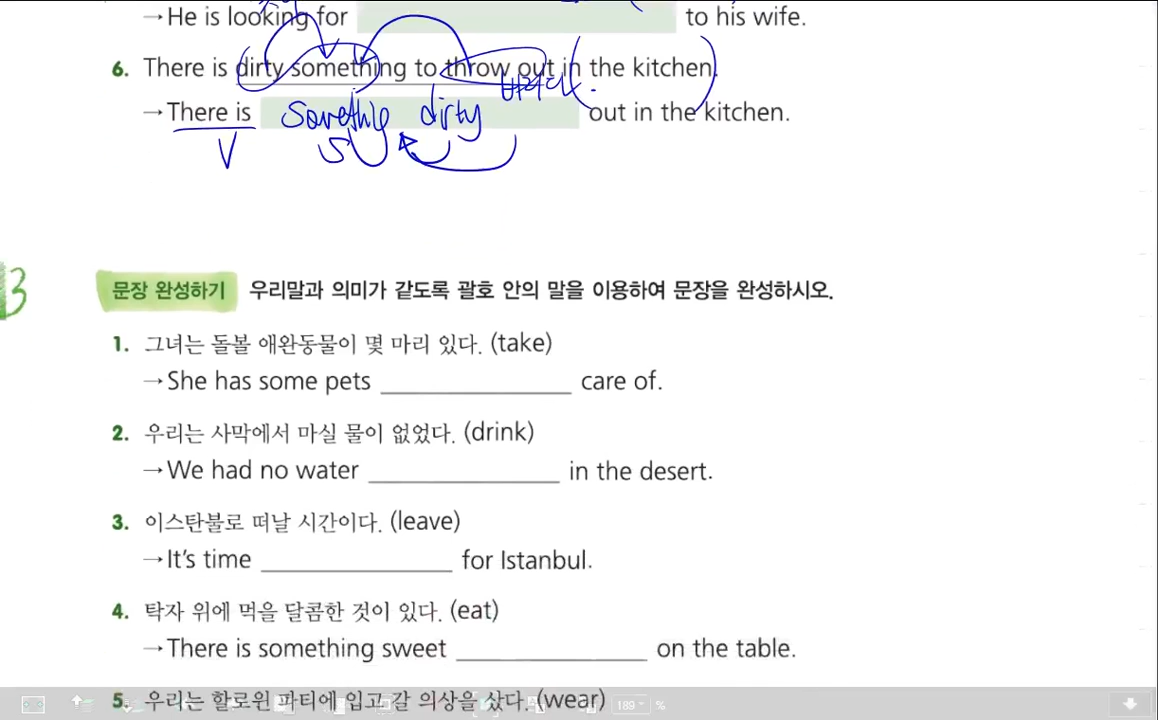 → He is looking for to his wife.
6. There is dirty something to throw out in the kitchen.
→ There is somethig dirty out in the kitchen.
V S
3
문장 완성하기 우리말과 의미가 같도록 괄호 안의 말을 이용하여 문장을 완성하시오.
1. 그녀는 돌볼 애완동물이 몇 마리 있다. (take)
→ She has some pets ______________ care of.
2. 우리는 사막에서 마실 물이 없었다. (drink)
→ We had no water ______________ in the desert.
3. 이스탄불로 떠날 시간이다. (leave)
→ It's time ______________ for Istanbul.
4. 탁자 위에 먹을 달콤한 것이 있다. (eat)
→ There is something sweet ______________ on the table.
5. 우리는 할로윈 파티에 입고 갈 의상을 샀다. (wear)
189 %